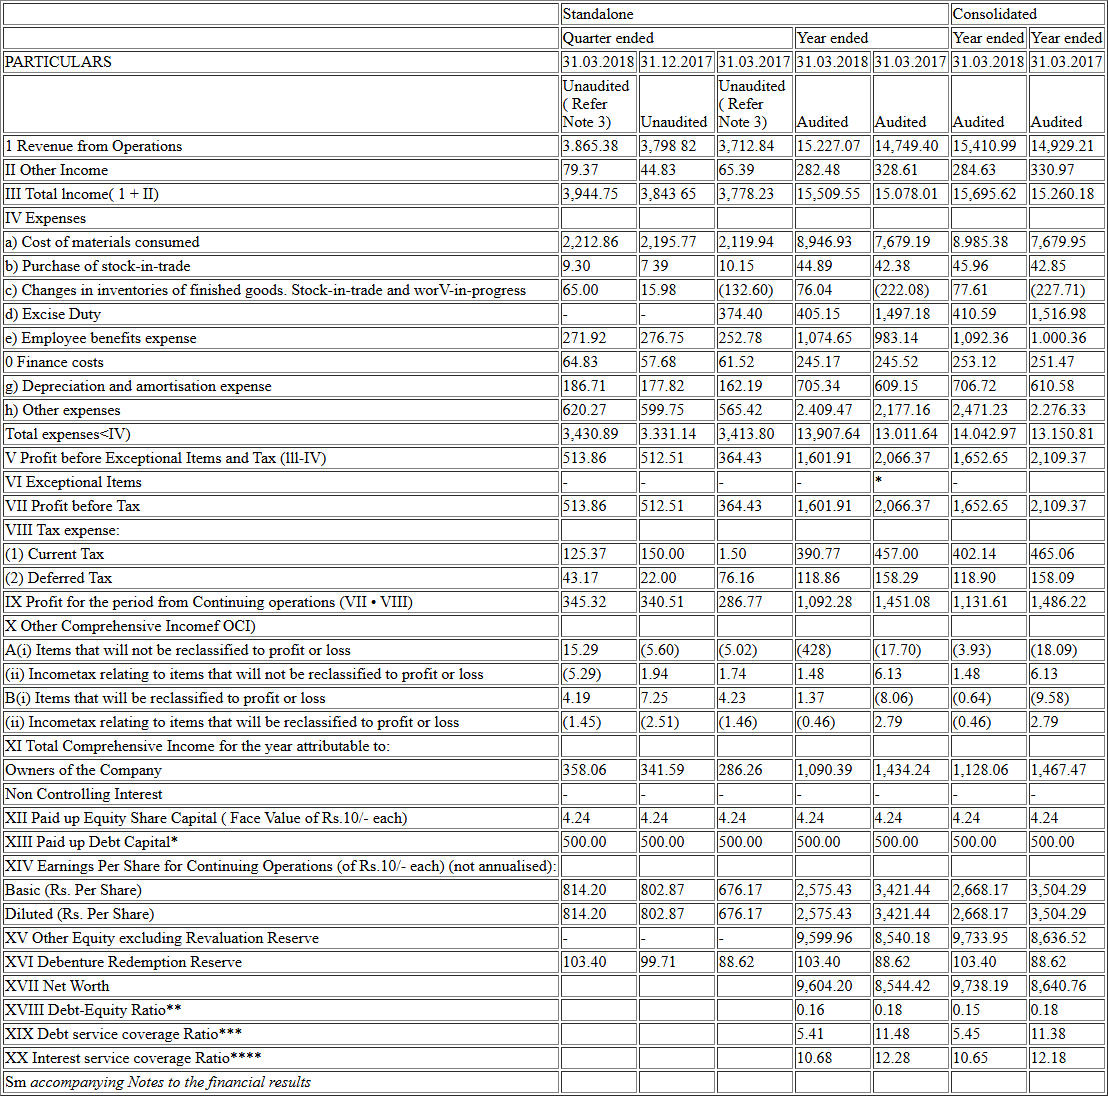 Standalone Consolidated
Quarter ended Year ended Year ended Year ended
PARTICULARS 31.03.2018 31.12.2017 31.03.2017 31.03.2018 31.03.2017 31.03.2018 31.03.2017
Unaudited ( Refer Note 3) Unaudited Unaudited ( Refer Note 3) Audited Audited Audited Audited
1 Revenue from Operations 3.865.38 3,798 82 3,712.84 15.227.07 14,749.40 15,410.99 14,929.21
II Other Income 79.37 44.83 65.39 282.48 328.61 284.63 330.97
III Total lncome( 1 + II) 3,944.75 3,843 65 3,778.23 15,509.55 15.078.01 15,695.62 15.260.18
IV Expenses
a) Cost of materials consumed 2,212.86 2,195.77 2,119.94 8,946.93 7,679.19 8.985.38 7,679.95
b) Purchase of stock-in-trade 9.30 7 39 10.15 44.89 42.38 45.96 42.85
c) Changes in inventories of finished goods. Stock-in-trade and worV-in-progress 65.00 15.98 (132.60) 76.04 (222.08) 77.61 (227.71)
d) Excise Duty - - 374.40 405.15 1,497.18 410.59 1,516.98
e) Employee benefits expense 271.92 276.75 252.78 1,074.65 983.14 1,092.36 1.000.36
0 Finance costs 64.83 57.68 61.52 245.17 245.52 253.12 251.47
g) Depreciation and amortisation expense 186.71 177.82 162.19 705.34 609.15 706.72 610.58
h) Other expenses 620.27 599.75 565.42 2.409.47 2,177.16 2,471.23 2.276.33
Total expenses<IV) 3,430.89 3.331.14 3,413.80 13,907.64 13.011.64 14.042.97 13.150.81
V Profit before Exceptional Items and Tax (lll-IV) 513.86 512.51 364.43 1,601.91 2,066.37 1,652.65 2,109.37
VI Exceptional Items - - - - * -
VII Profit before Tax 513.86 512.51 364.43 1,601.91 2,066.37 1,652.65 2,109.37
VIII Tax expense:
(1) Current Tax 125.37 150.00 1.50 390.77 457.00 402.14 465.06
(2) Deferred Tax 43.17 22.00 76.16 118.86 158.29 118.90 158.09
IX Profit for the period from Continuing operations (VII • VIII) 345.32 340.51 286.77 1,092.28 1,451.08 1,131.61 1,486.22
X Other Comprehensive Incomef OCI)
A(i) Items that will not be reclassified to profit or loss 15.29 (5.60) (5.02) (428) (17.70) (3.93) (18.09)
(ii) Incometax relating to items that will not be reclassified to profit or loss (5.29) 1.94 1.74 1.48 6.13 1.48 6.13
B(i) Items that will be reclassified to profit or loss 4.19 7.25 4.23 1.37 (8.06) (0.64) (9.58)
(ii) Incometax relating to items that will be reclassified to profit or loss (1.45) (2.51) (1.46) (0.46) 2.79 (0.46) 2.79
XI Total Comprehensive Income for the year attributable to:
Owners of the Company 358.06 341.59 286.26 1,090.39 1,434.24 1,128.06 1,467.47
Non Controlling Interest - - - - - - -
XII Paid up Equity Share Capital ( Face Value of Rs.10/- each) 4.24 4.24 4.24 4.24 4.24 4.24 4.24
XIII Paid up Debt Capital* 500.00 500.00 500.00 500.00 500.00 500.00 500.00
XIV Earnings Per Share for Continuing Operations (of Rs.10/- each) (not annualised):
Basic (Rs. Per Share) 814.20 802.87 676.17 2,575.43 3,421.44 2,668.17 3,504.29
Diluted (Rs. Per Share) 814.20 802.87 676.17 2,575.43 3,421.44 2,668.17 3,504.29
XV Other Equity excluding Revaluation Reserve - - - 9,599.96 8,540.18 9,733.95 8,636.52
XVI Debenture Redemption Reserve 103.40 99.71 88.62 103.40 88.62 103.40 88.62
XVII Net Worth 9,604.20 8,544.42 9,738.19 8,640.76
XVIII Debt-Equity Ratio** 0.16 0.18 0.15 0.18
XIX Debt service coverage Ratio*** 5.41 11.48 5.45 11.38
XX Interest service coverage Ratio**** 10.68 12.28 10.65 12.18
Sm accompanying Notes to the financial results